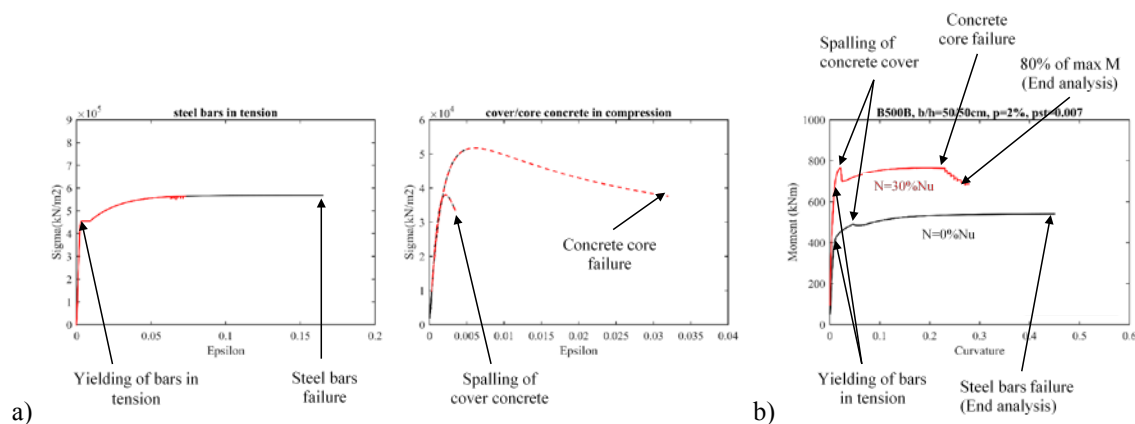 steel bars in tension
×10^5
9
8
7
6
5
4
3
2
1
0
Sigma(kN/m2)
0
0.05
0.1
0.15
0.2
Epsilon
Yielding of bars in
tension
Steel bars
failure
a)
cover/core concrete in compression
×10^4
6
5
4
3
2
1
0
Sigma(kN/m2)
0
0.005
0.01
0.015
0.02
0.025
0.03
0.035
0.04
Epsilon
Concrete core
failure
Spalling of
cover concrete
Spalling of
concrete cover
Concrete
core failure
80% of max M
(End analysis)
B500B, b/h=50/50cm, p=2%, pst=0.007
1000
800
600
400
200
0
Moment (kNm)
N=30%Nu
N=0%Nu
0.1
0.2
0.3
0.4
0.5
0.6
Curvature
Yielding of bars
in tension
Steel bars failure
(End analysis)
b)